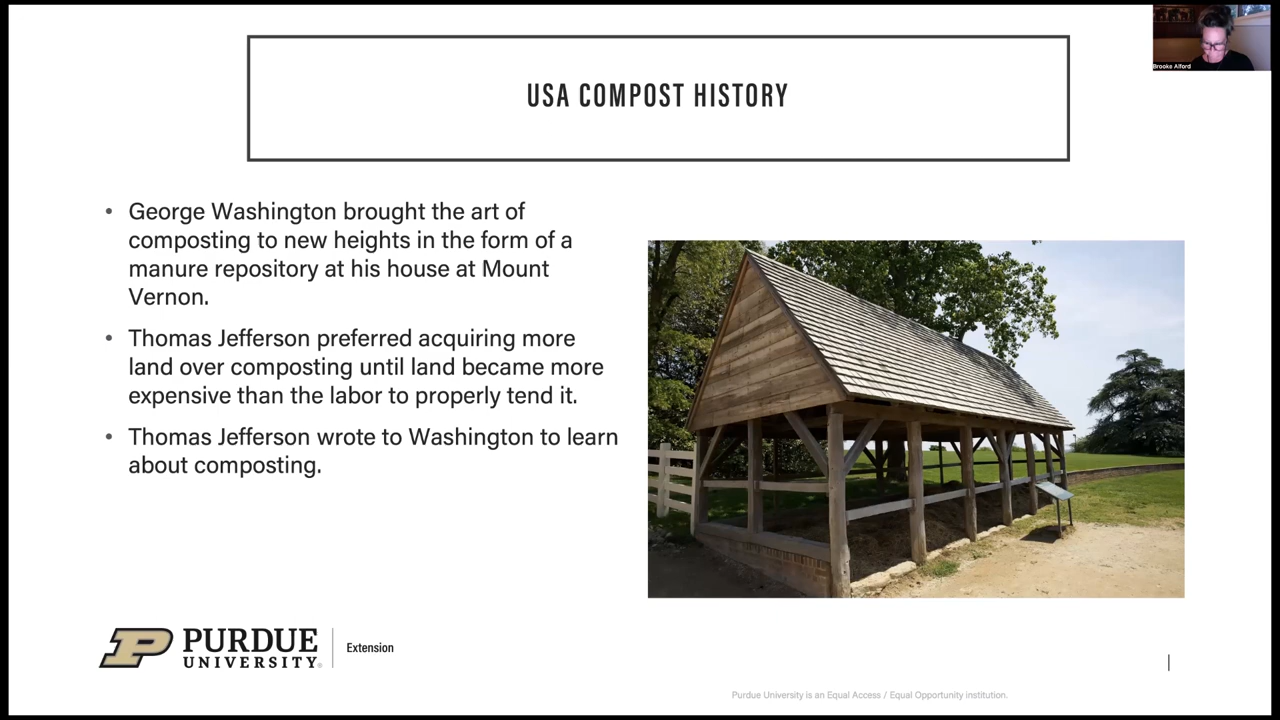 Brooke Alford
USA COMPOST HISTORY
• George Washington brought the art of
composting to new heights in the form of a
manure repository at his house at Mount
Vernon.
• Thomas Jefferson preferred acquiring more
land over composting until land became more
expensive than the labor to properly tend it.
• Thomas Jefferson wrote to Washington to learn
about composting.
P PURDUE
UNIVERSITY®
Extension
Purdue University is an Equal Access / Equal Opportunity institution.